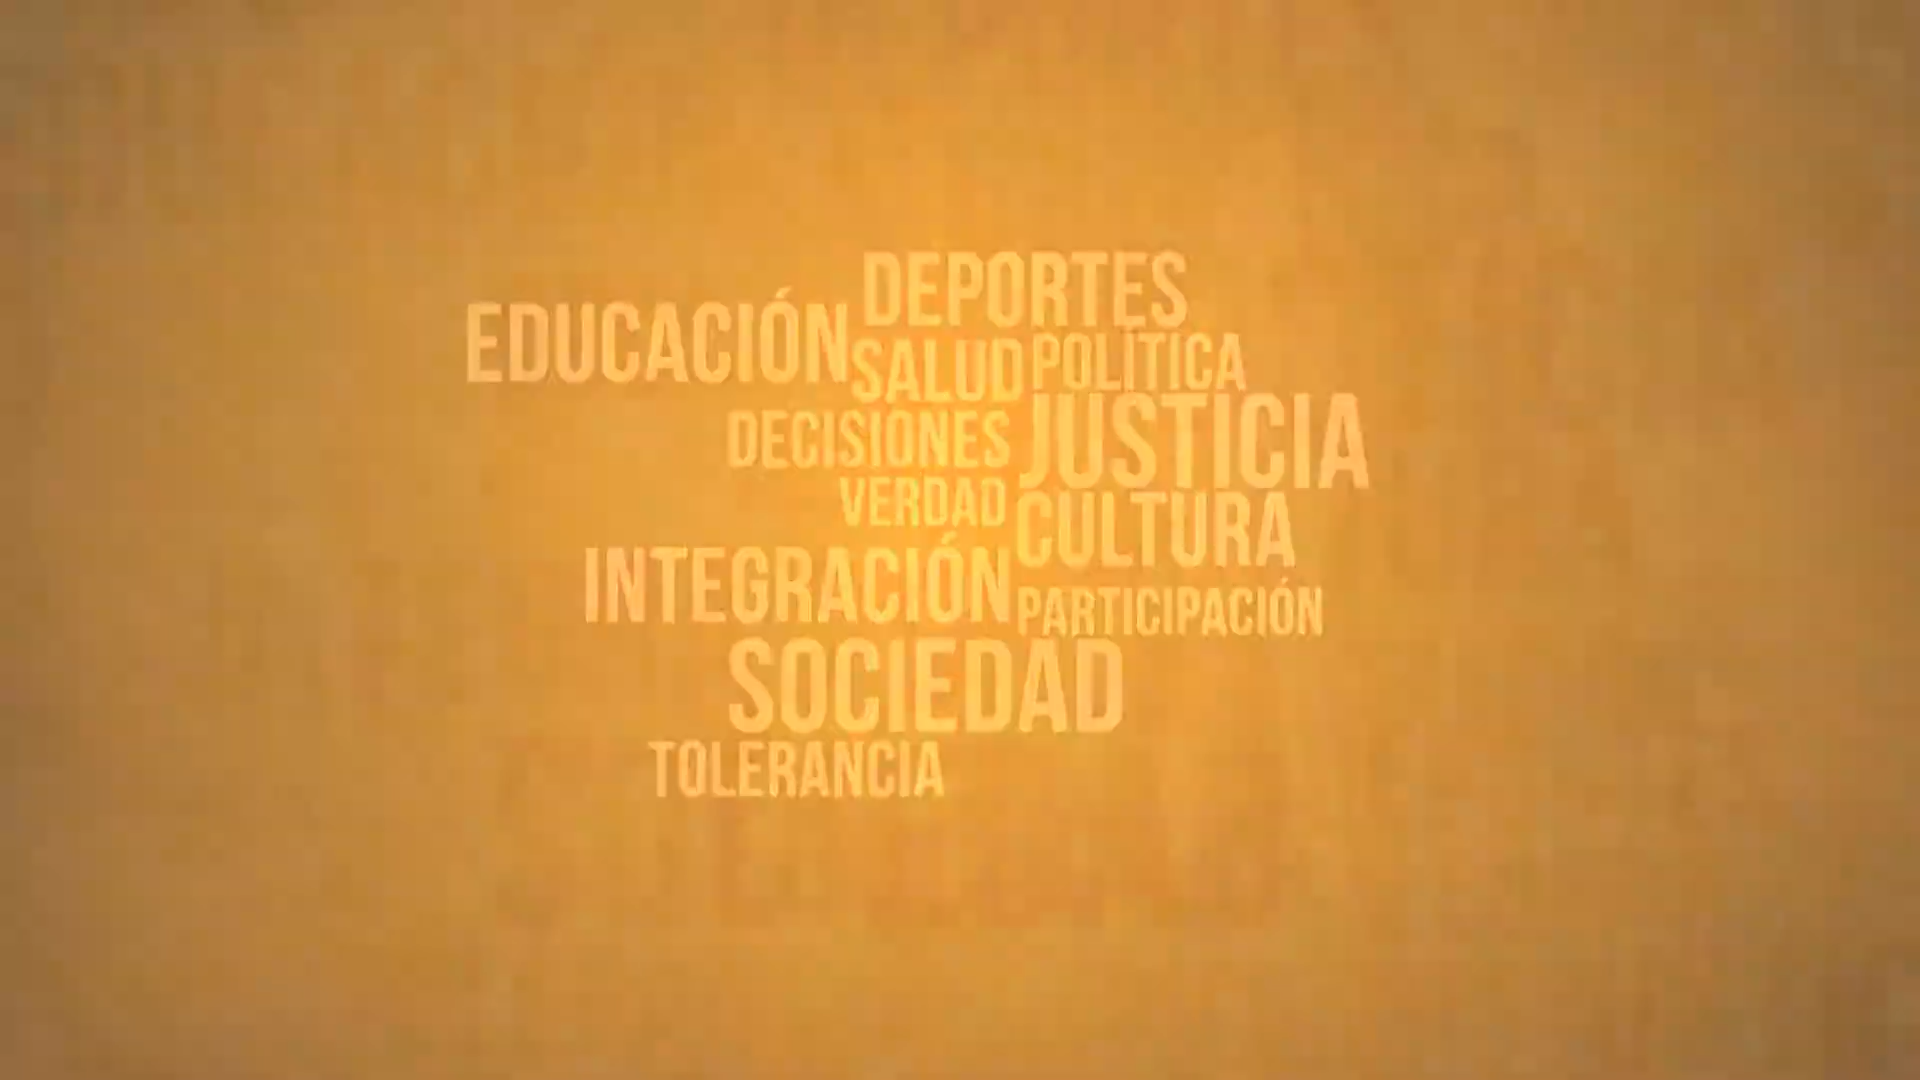 DEPORTES
EDUCACIÓN
SALUD
POLÍTICA
DECISIONES
JUSTICIA
VERDAD
CULTURA
INTEGRACIÓN
PARTICIPACIÓN
SOCIEDAD
TOLERANCIA